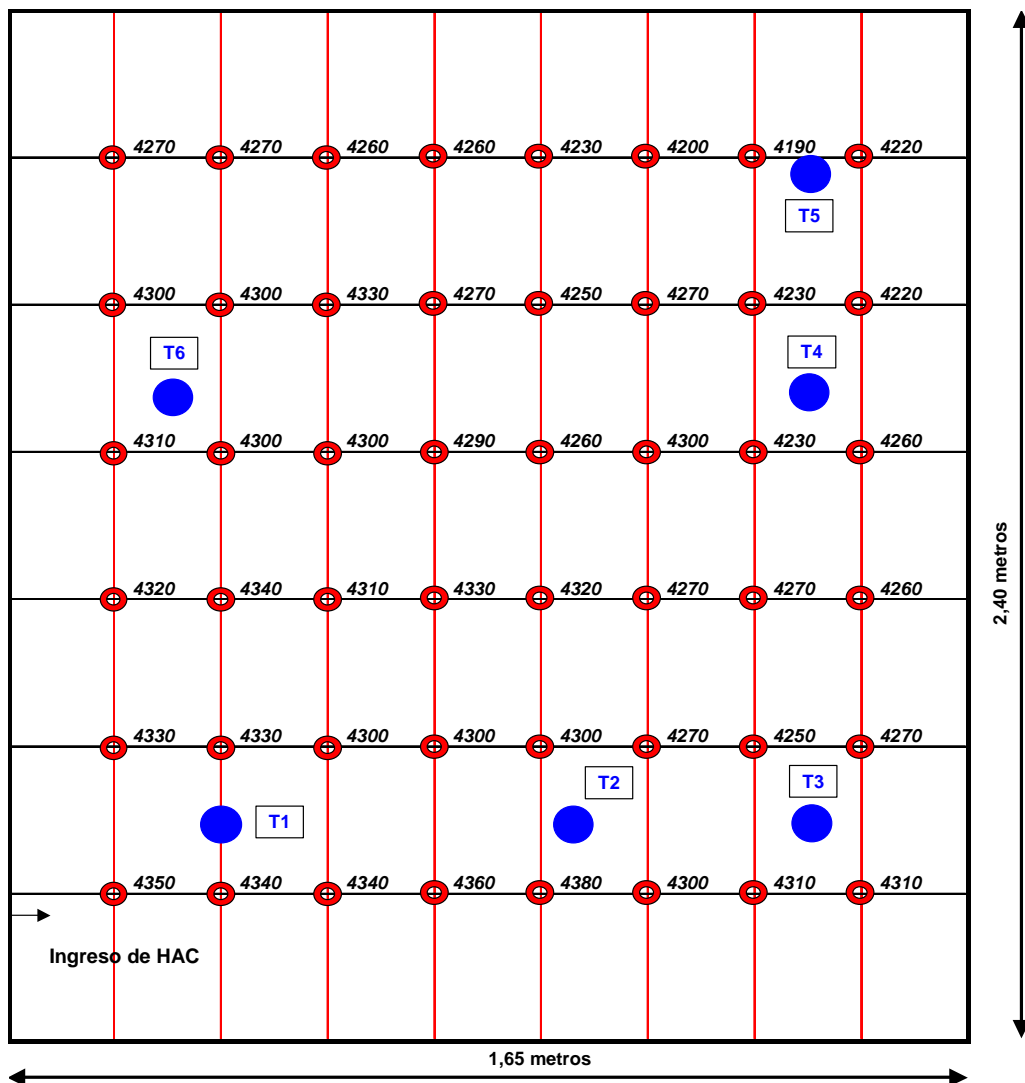 4270 4270 4260 4260 4230 4200 4190 4220
T5
4300 4300 4330 4270 4250 4270 4230 4220
T6 T4
4310 4300 4300 4290 4260 4300 4230 4260
4320 4340 4310 4330 4320 4270 4270 4260
4330 4330 4300 4300 4300 4270 4250 4270
T1 T2 T3
4350 4340 4340 4360 4380 4300 4310 4310
Ingreso de HAC
2,40 metros
1,65 metros